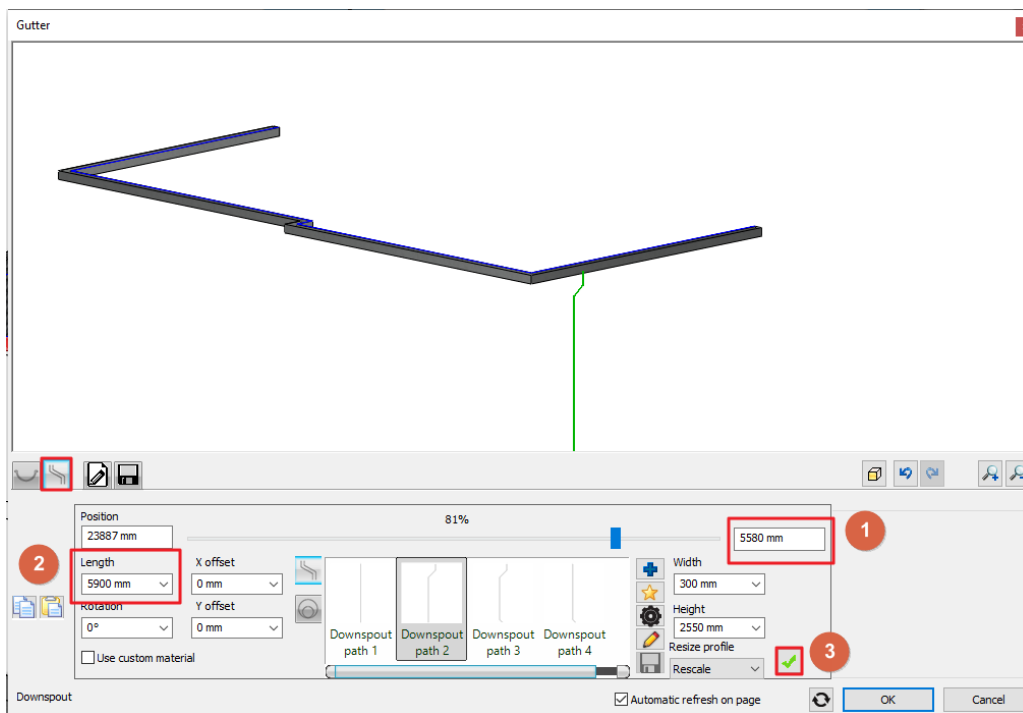 Gutter
Position
81%
23887 mm
5580 mm
1
2
Length
X offset
Width
5900 mm
0 mm
300 mm
Rotation
Y offset
Height
0°
0 mm
2550 mm
Downspout path 1
Downspout path 2
Downspout path 3
Downspout path 4
Resize profile
Use custom material
Rescale
3
Downspout
Automatic refresh on page
OK
Cancel